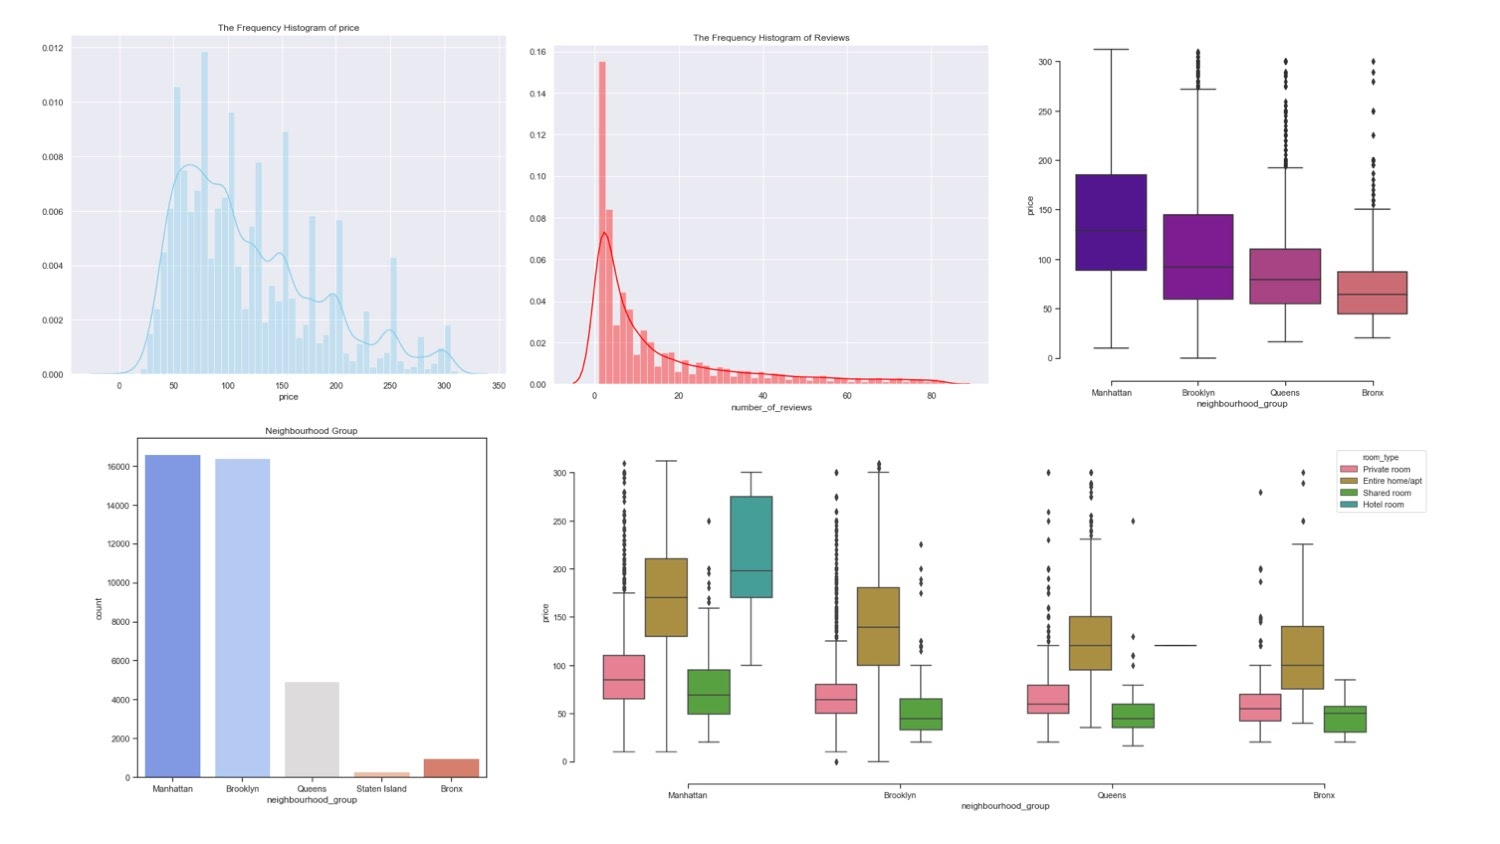 The Frequency Histogram of price
0.012
0.010
0.008
0.006
0.004
0.002
0.000
0 50 100 150 200 250 300 350
price
The Frequency Histogram of Reviews
0.16
0.14
0.12
0.10
0.08
0.06
0.04
0.02
0.00
0 20 40 60 80
number_of_reviews
300
250
200
150
100
50
0
price
Manhattan Brooklyn Queens Bronx
neighbourhood_group
Neighbourhood Group
16000
14000
12000
10000
8000
6000
4000
2000
0
count
Manhattan Brooklyn Queens Staten Island Bronx
neighbourhood_group
300
250
200
150
100
50
0
price
room_type
Private room
Entire home/apt
Shared room
Hotel room
Manhattan Brooklyn Queens Bronx
neighbourhood_group